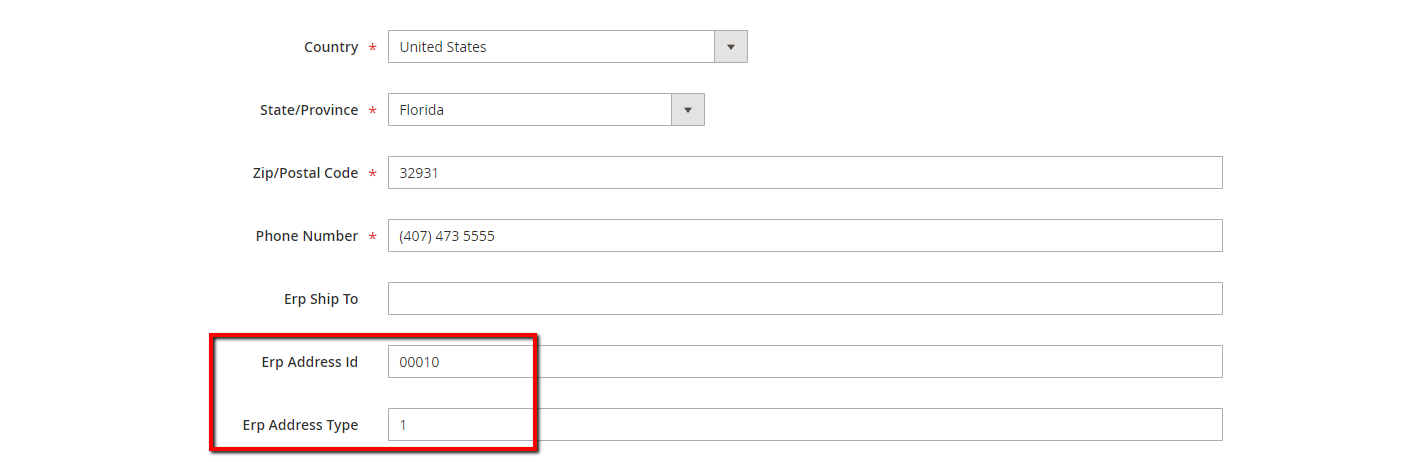 Country * United States
State/Province * Florida
Zip/Postal Code * 32931
Phone Number * (407) 473 5555
Erp Ship To
Erp Address Id 00010
Erp Address Type 1